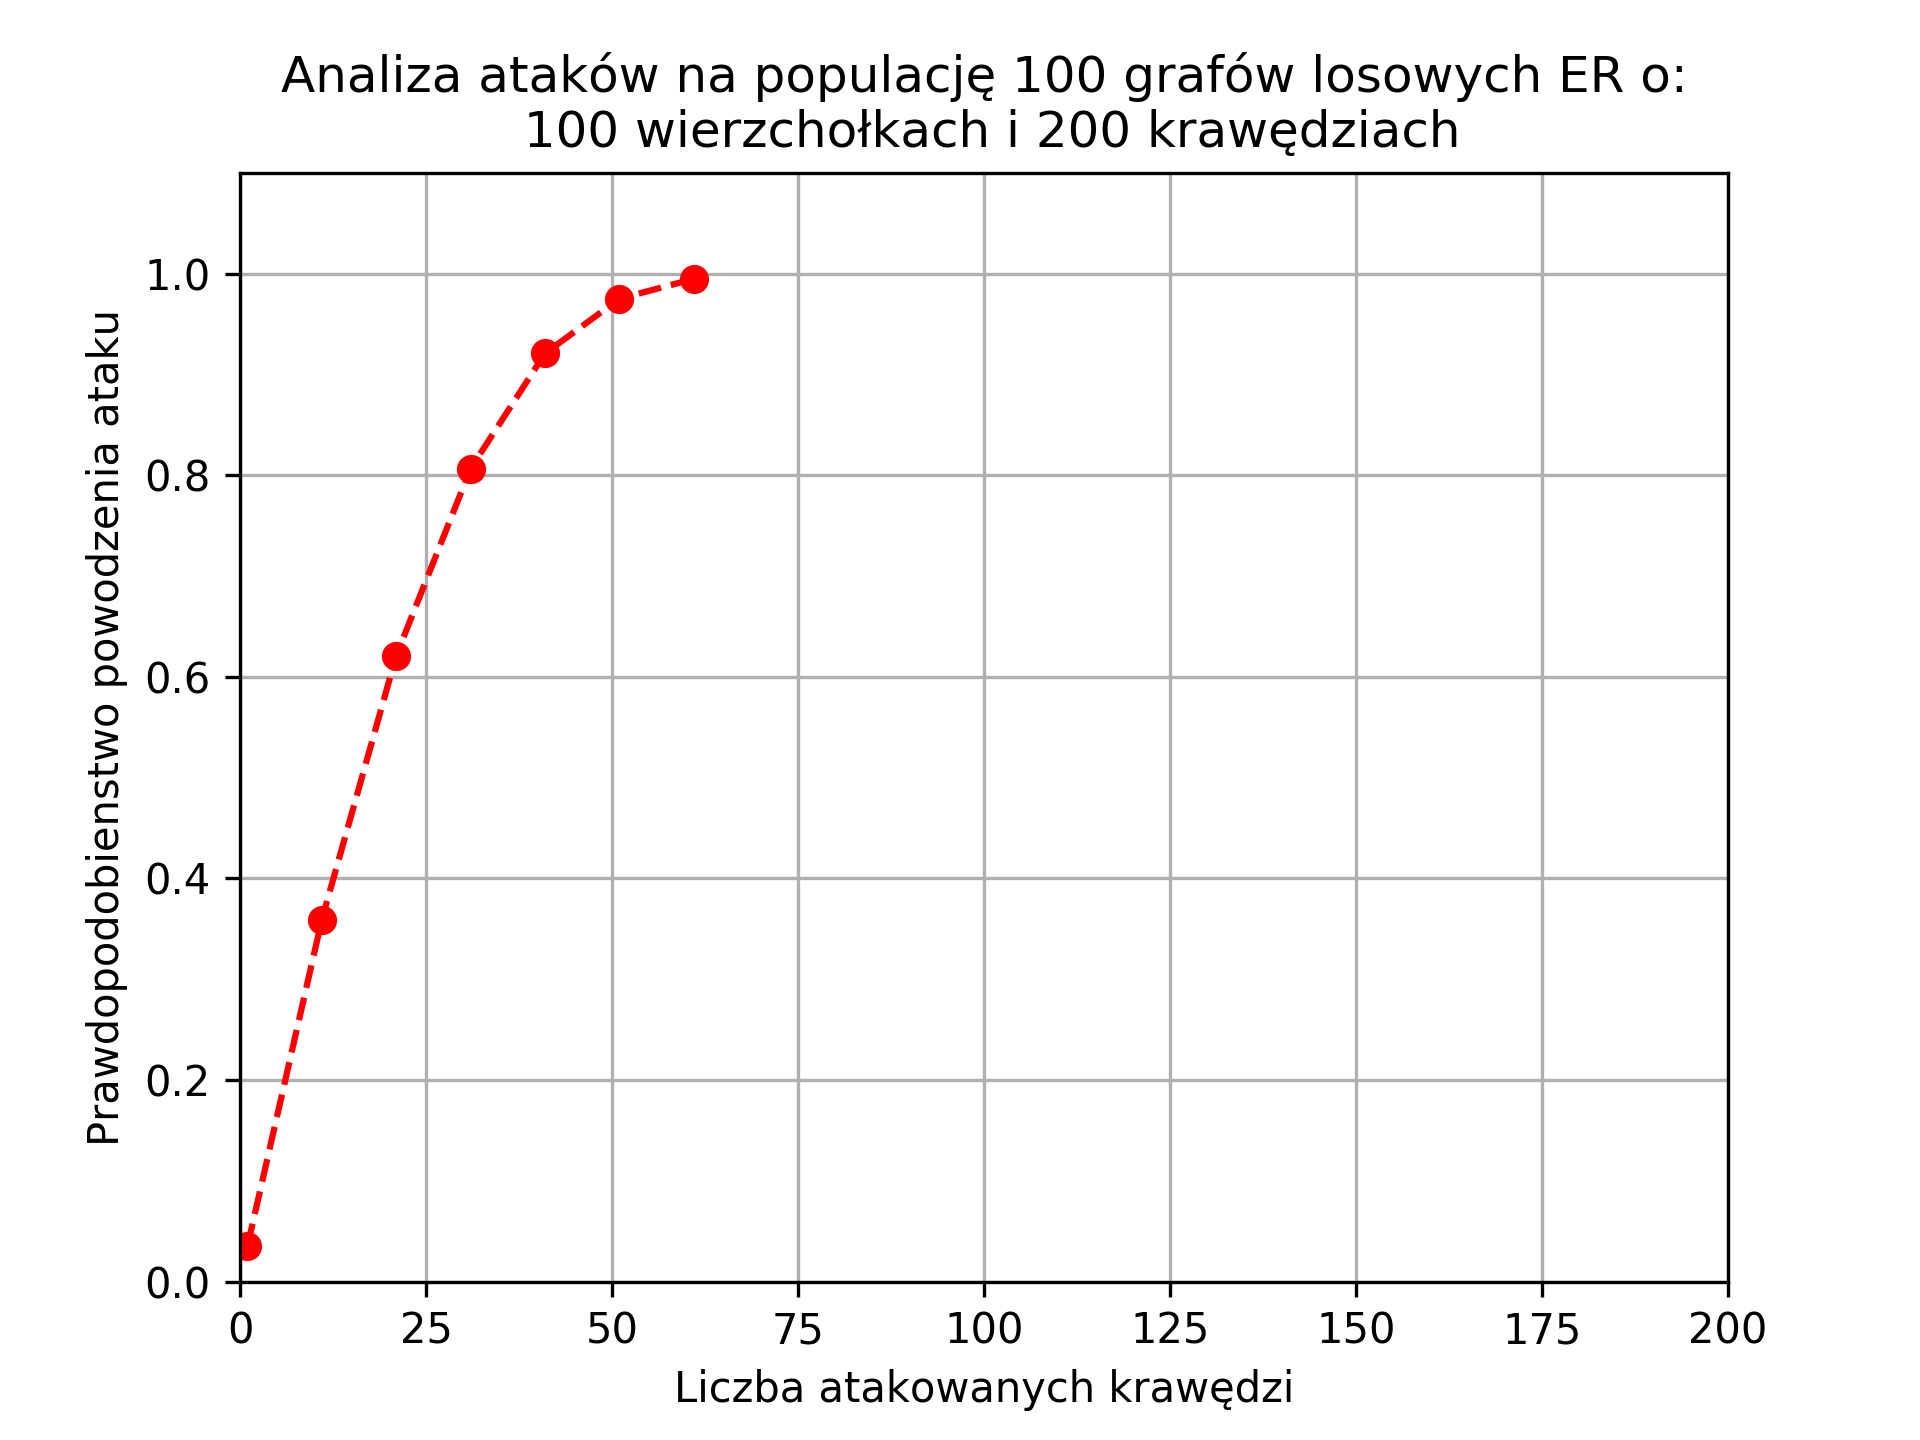 Analiza ataków na populację 100 grafów losowych ER o:
100 wierzchołkach i 200 krawędziach
Prawdopodobienstwo powodzenia ataku
1.0
0.8
0.6
0.4
0.2
0.0
0 25 50 75 100 125 150 175 200
Liczba atakowanych krawędzi